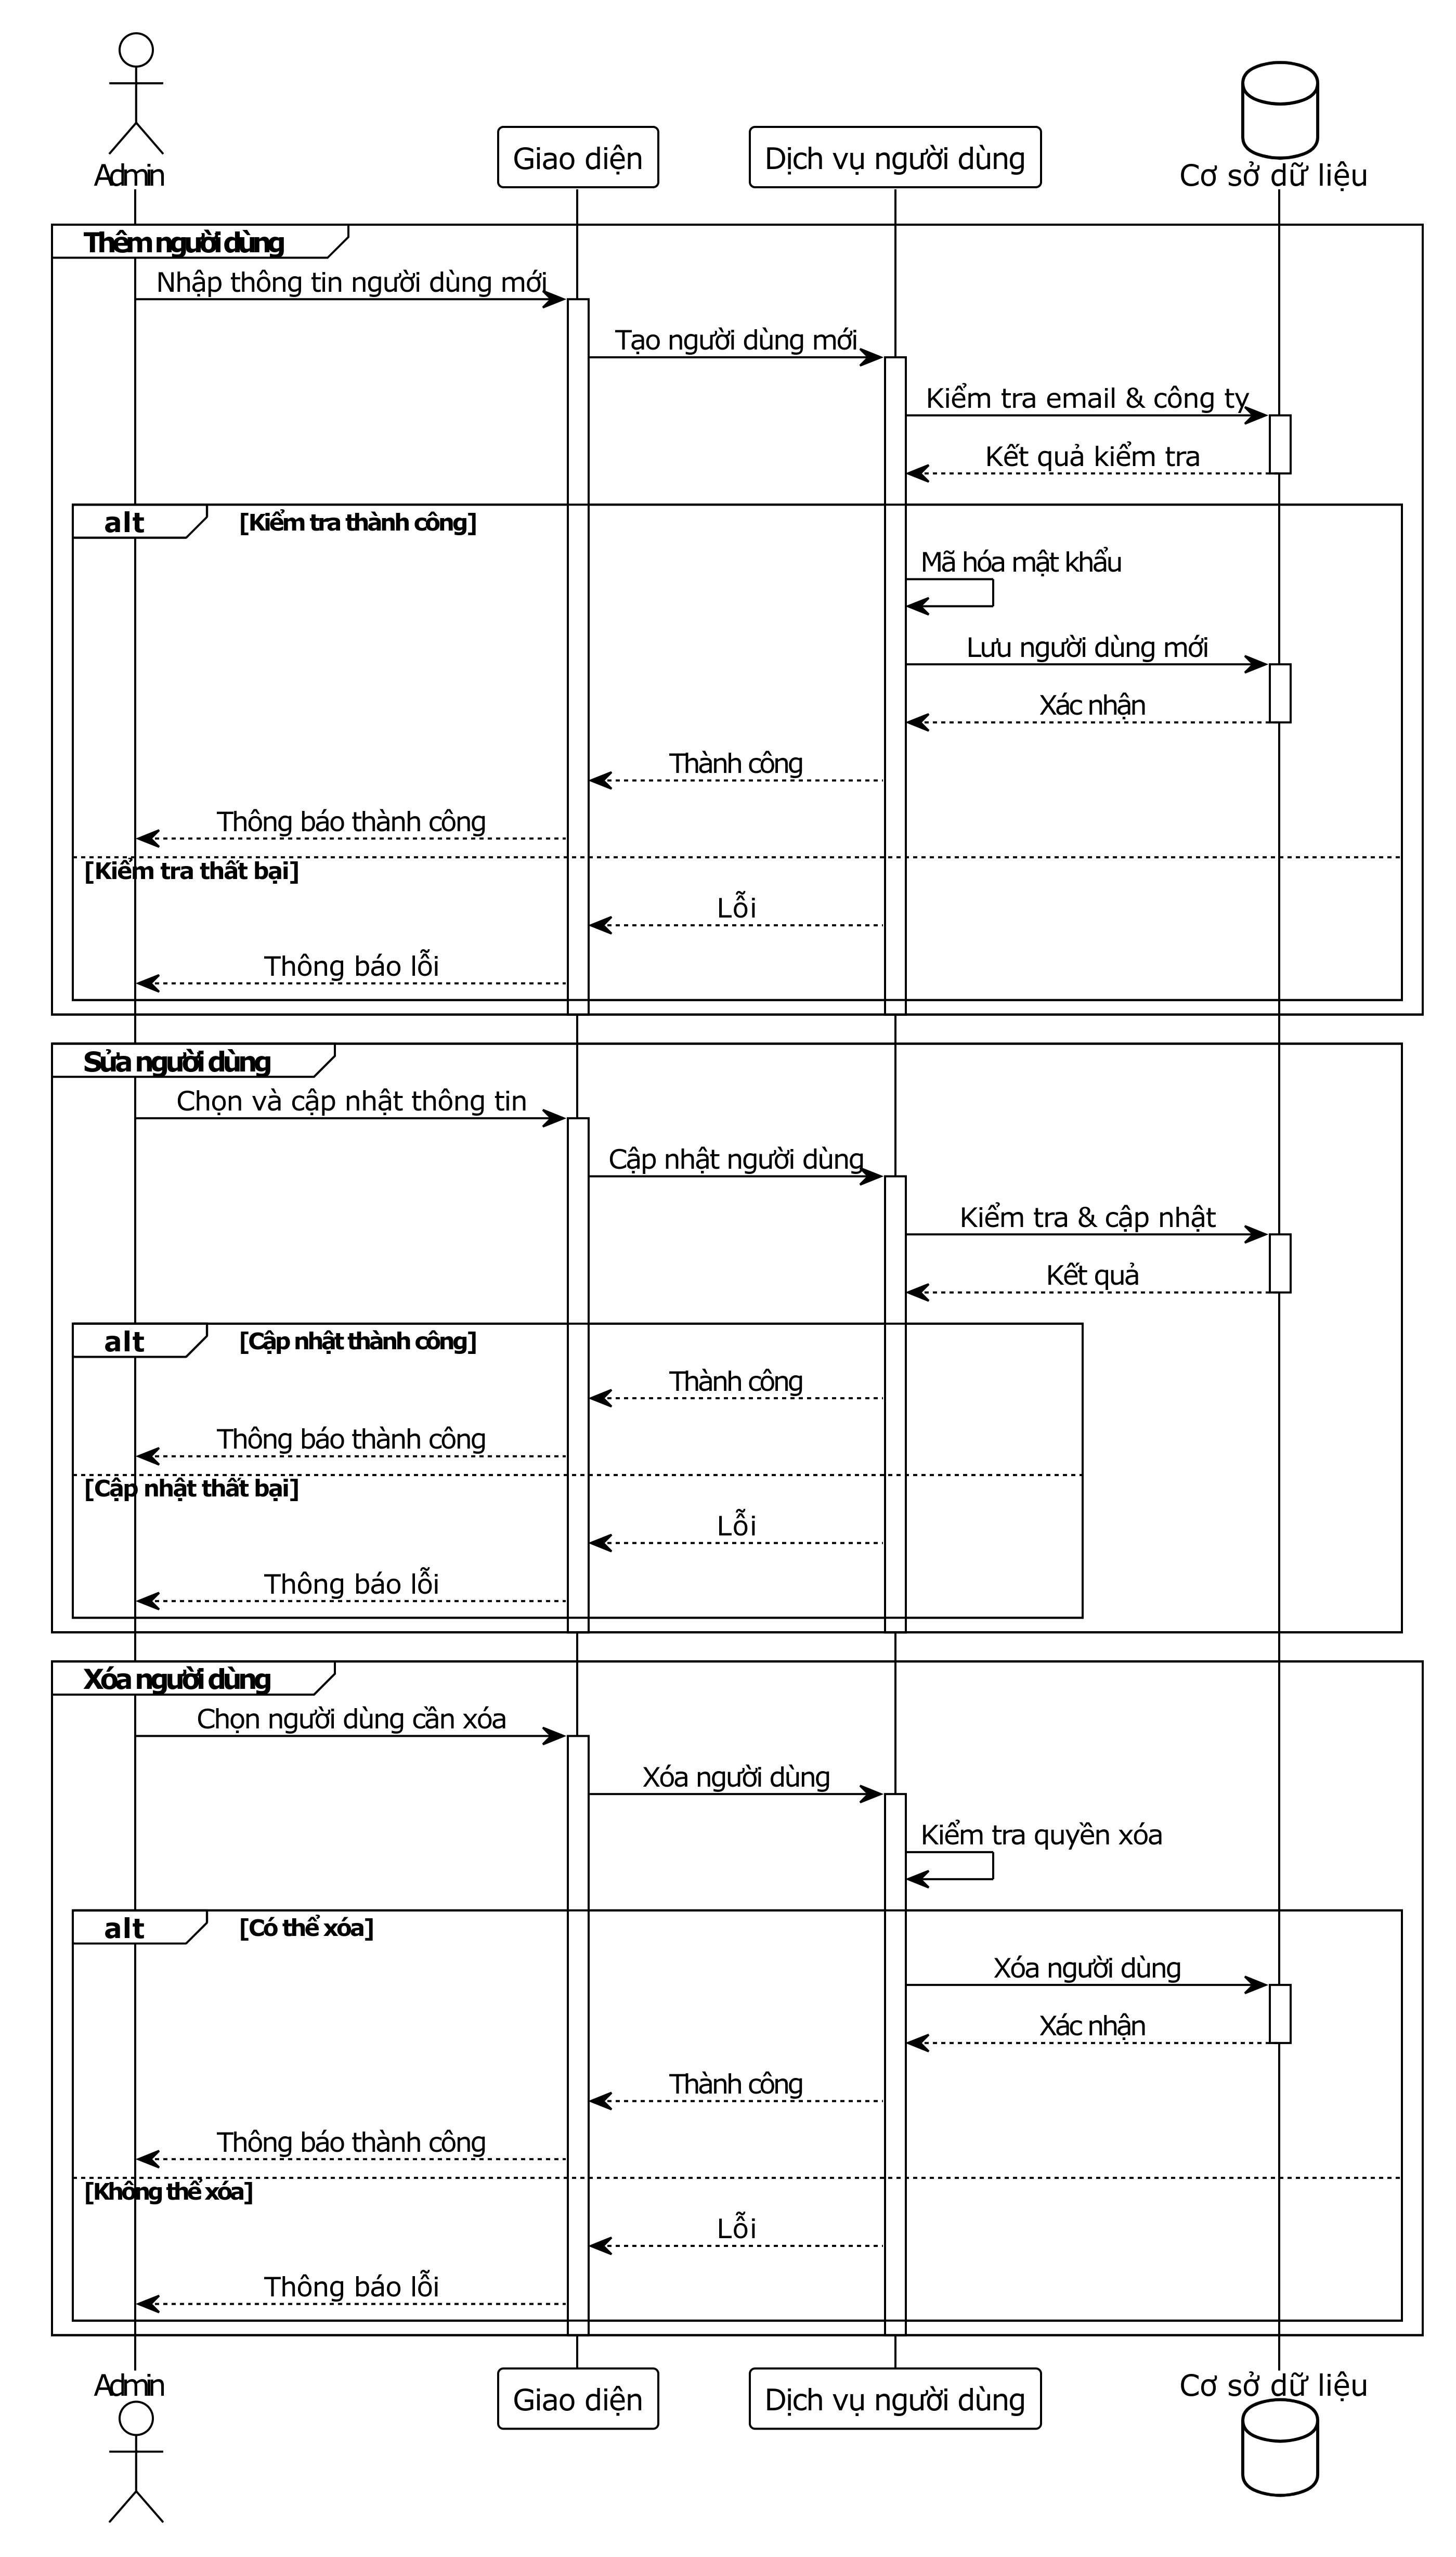 Admin
Giao diện
Dịch vụ người dùng
Cơ sở dữ liệu
Thêm người dùng
Nhập thông tin người dùng mới
Tạo người dùng mới
Kiểm tra email & công ty
Kết quả kiểm tra
alt [Kiểm tra thành công]
Mã hóa mật khẩu
Lưu người dùng mới
Xác nhận
Thành công
Thông báo thành công
[Kiểm tra thất bại]
Lỗi
Thông báo lỗi
Sửa người dùng
Chọn và cập nhật thông tin
Cập nhật người dùng
Kiểm tra & cập nhật
Kết quả
alt [Cập nhật thành công]
Thành công
Thông báo thành công
[Cập nhật thất bại]
Lỗi
Thông báo lỗi
Xóa người dùng
Chọn người dùng cần xóa
Xóa người dùng
Kiểm tra quyền xóa
alt [Có thể xóa]
Xóa người dùng
Xác nhận
Thành công
Thông báo thành công
[Không thể xóa]
Lỗi
Thông báo lỗi
Admin
Giao diện
Dịch vụ người dùng
Cơ sở dữ liệu